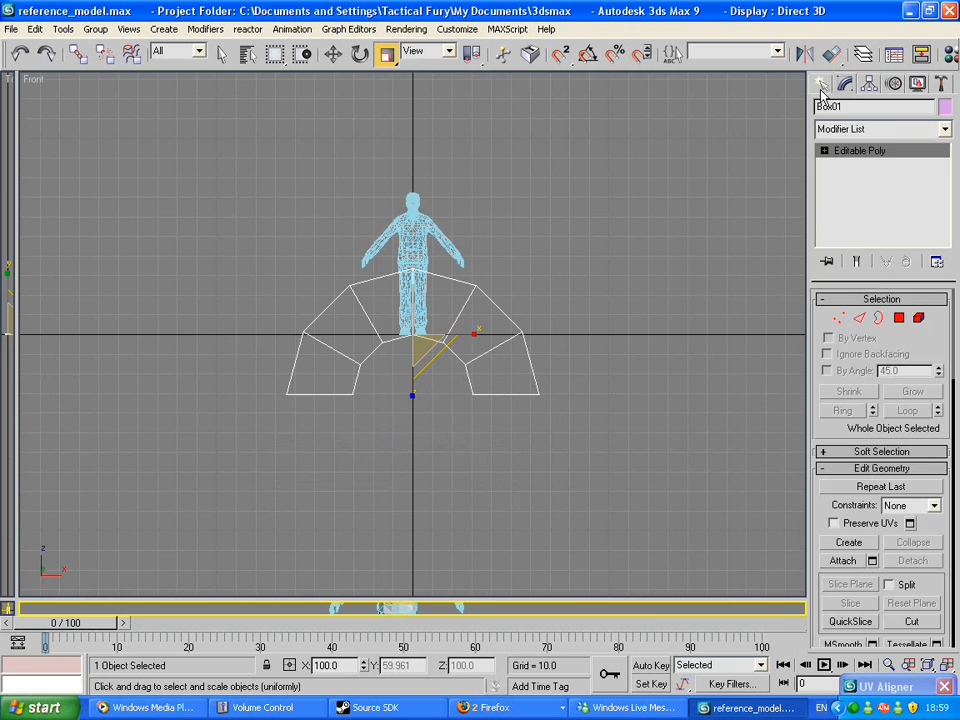 reference_model.max - Project Folder: C:\Documents and Settings\Tactical Fury\My Documents\3dsmax - Autodesk 3ds Max 9 - Display : Direct 3D
File Edit Tools Group Views Create Modifiers reactor Animation Graph Editors Rendering Customize MAXScript Help
All View
Front
Box01
Modifier List
Editable Poly
Selection
By Vertex
Ignore Backfacing
By Angle: 45.0
Shrink Grow
Ring Loop
Whole Object Selected
Soft Selection
Edit Geometry
Repeat Last
Constraints: None
Preserve UVs
Create Collapse
Attach Detach
Slice Plane Split
Slice Reset Plane
QuickSlice Cut
MSmooth Tessellate
x
z
x
0 / 100
0 10 20 30 40 50 60 70 80 90 100
1 Object Selected X: 100.0 Y: 59.961 Z: 100.0 Grid = 10.0 Auto Key Selected
Click and drag to select and scale objects (uniformly) Add Time Tag Set Key Key Filters... 0
UV Aligner
start Windows Media Pl... Volume Control Source SDK 2 Firefox Windows Live Mess... reference_model.... EN 18:59